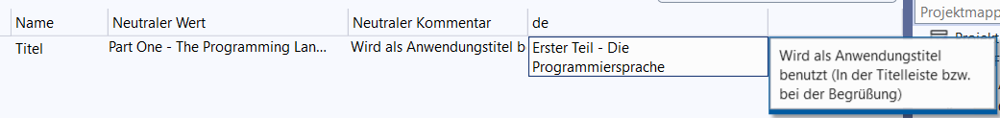 Name Neutraler Wert Neutraler Kommentar de
Titel Part One - The Programming Lan... Wird als Anwendungstitel b Erster Teil - Die
Programmiersprache
Projektmapp
Wird als Anwendungstitel
benutzt (In der Titelleiste bzw.
bei der Begrüßung)